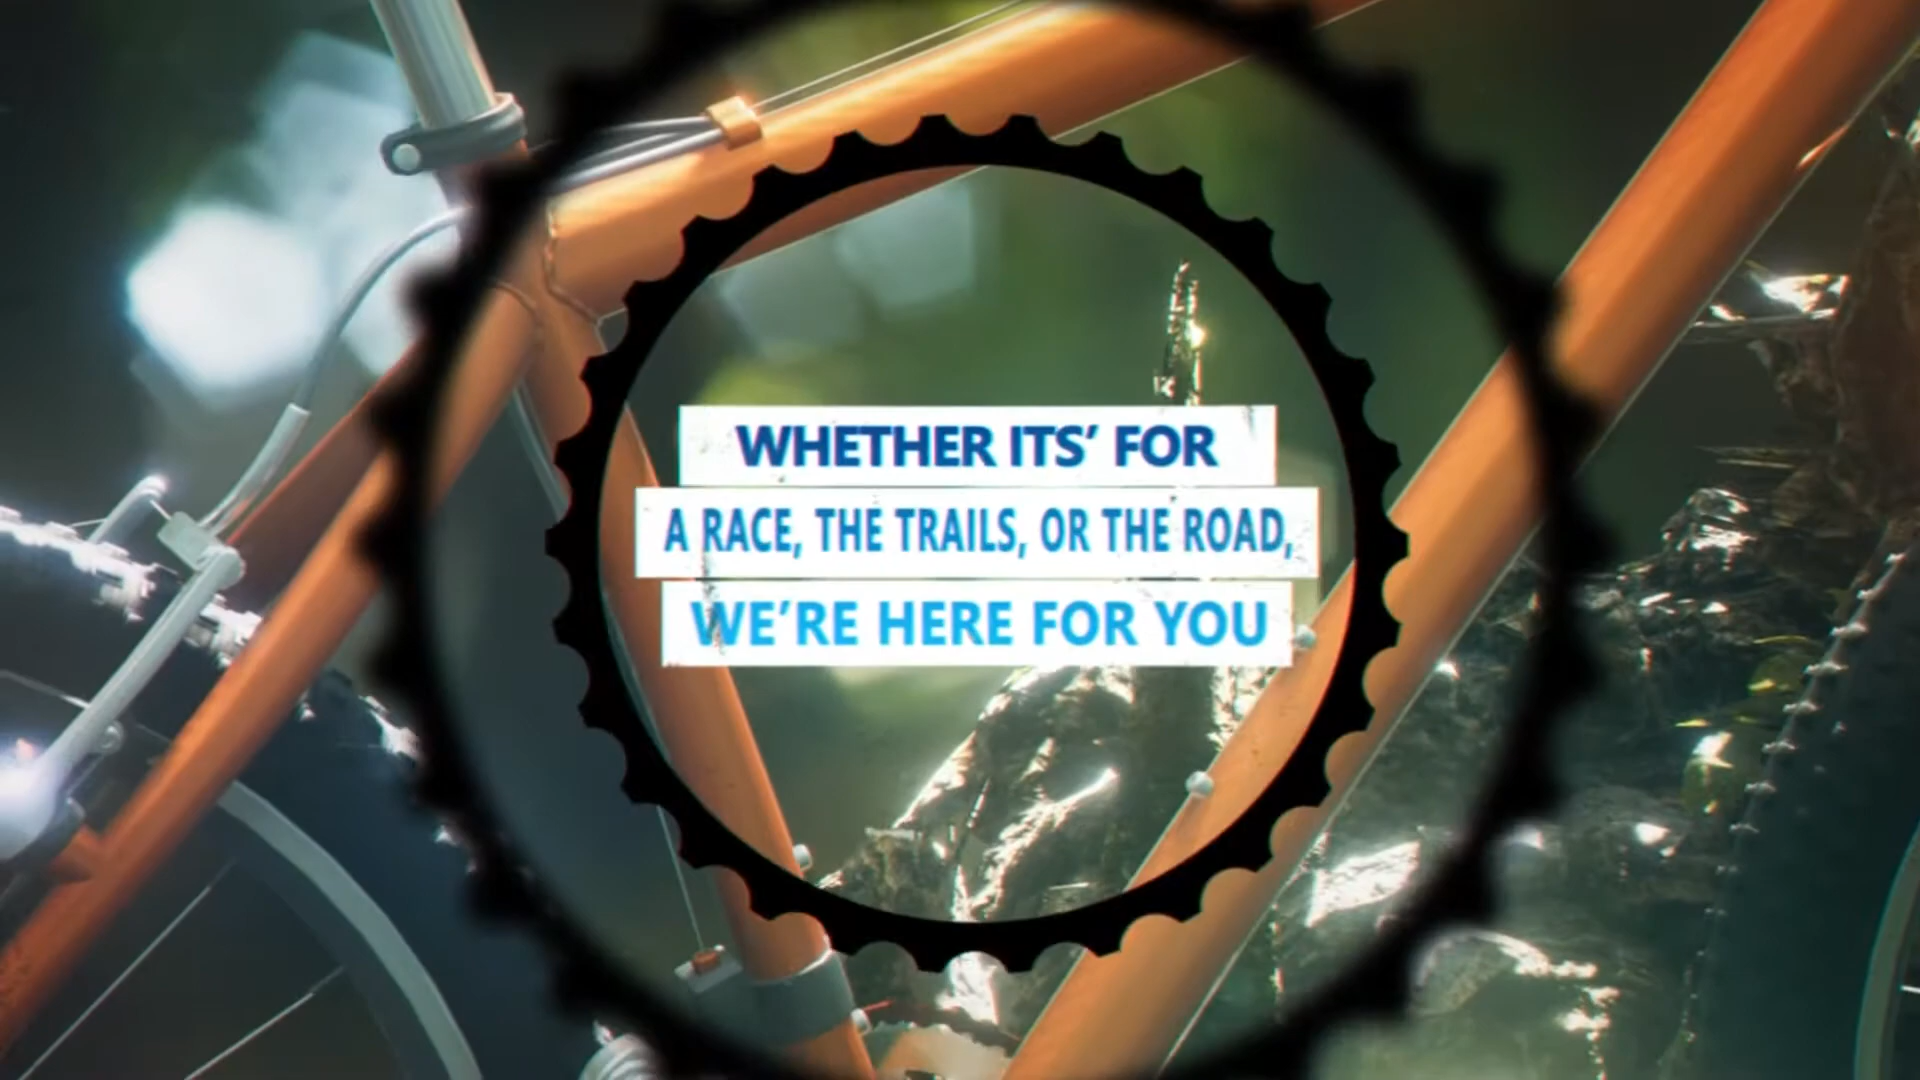 WHETHER ITS’ FOR
A RACE, THE TRAILS, OR THE ROAD,
WE’RE HERE FOR YOU